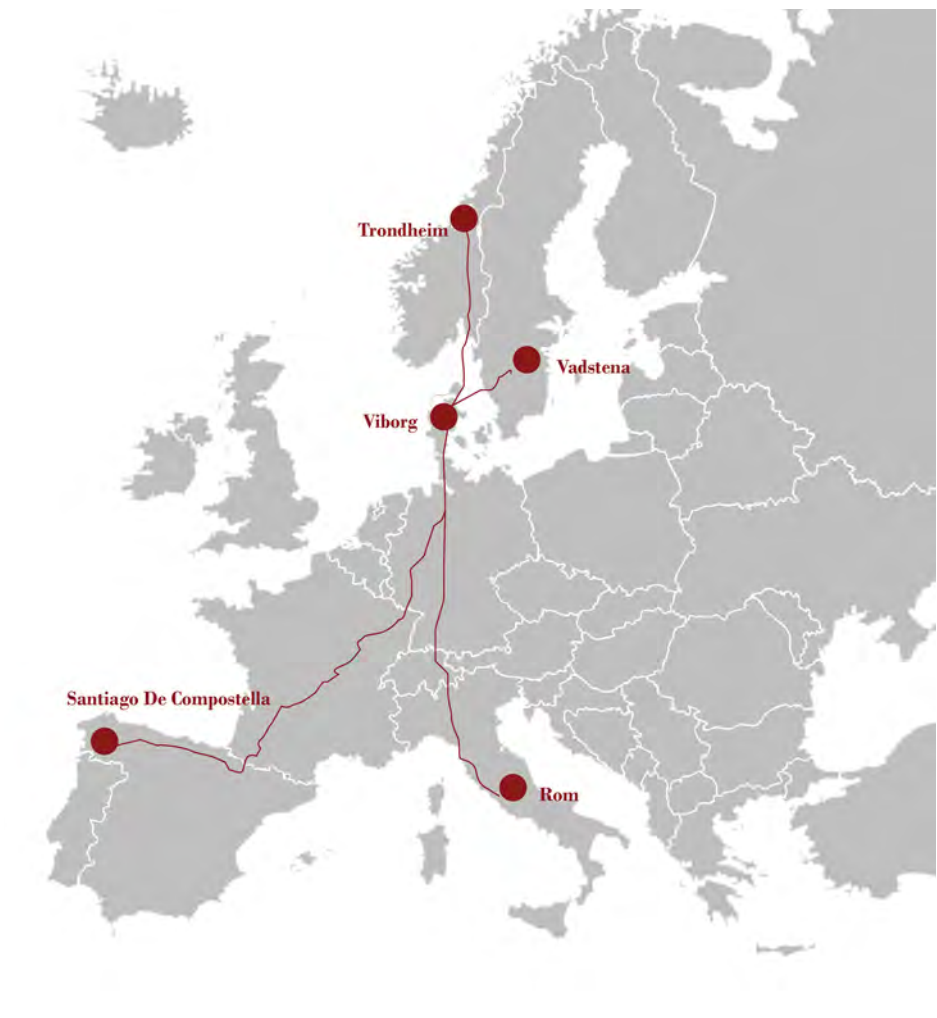 Trondheim
Vadstena
Viborg
Santiago De Compostella
Rom